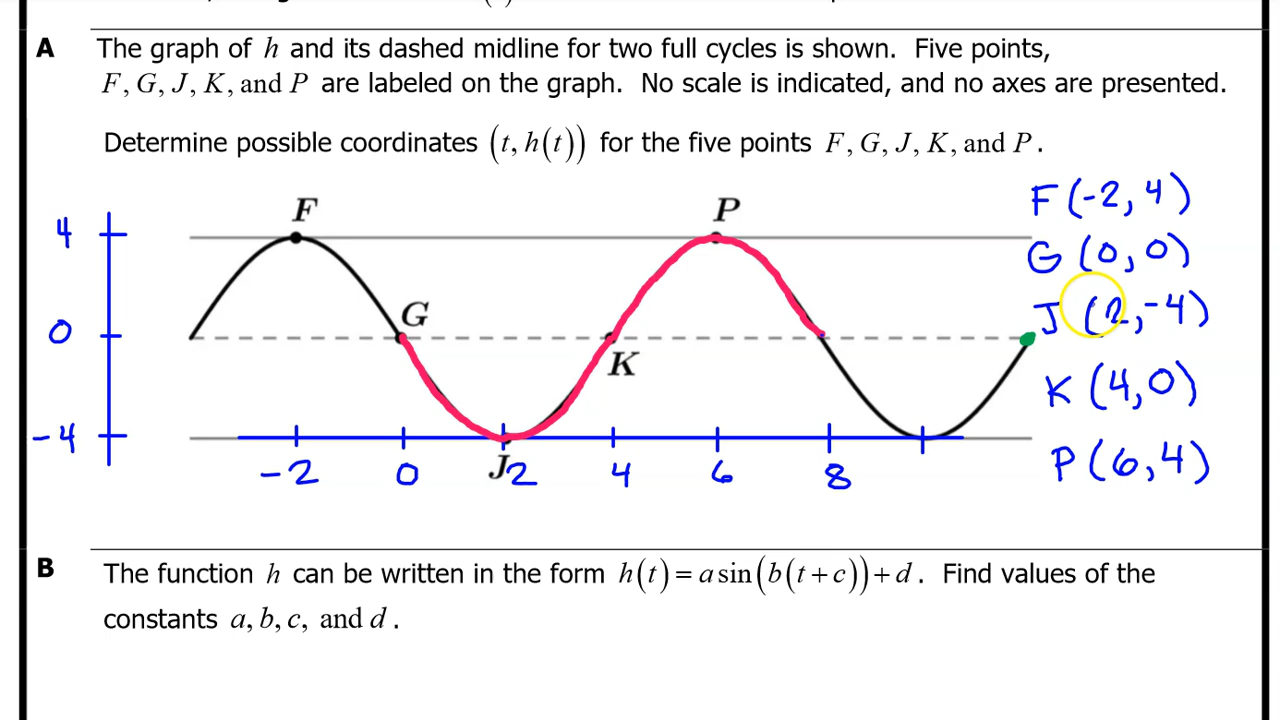 A The graph of h and its dashed midline for two full cycles is shown. Five points,
F, G, J, K, and P are labeled on the graph. No scale is indicated, and no axes are presented.
Determine possible coordinates (t, h(t)) for the five points F, G, J, K, and P.
F P F(-2, 4)
4
G G (0, 0)
J (2, -4)
0
K K (4, 0)
-4
J P (6, 4)
-2 0 2 4 6 8
B The function h can be written in the form h(t) = a sin(b(t + c)) + d. Find values of the
constants a, b, c, and d.